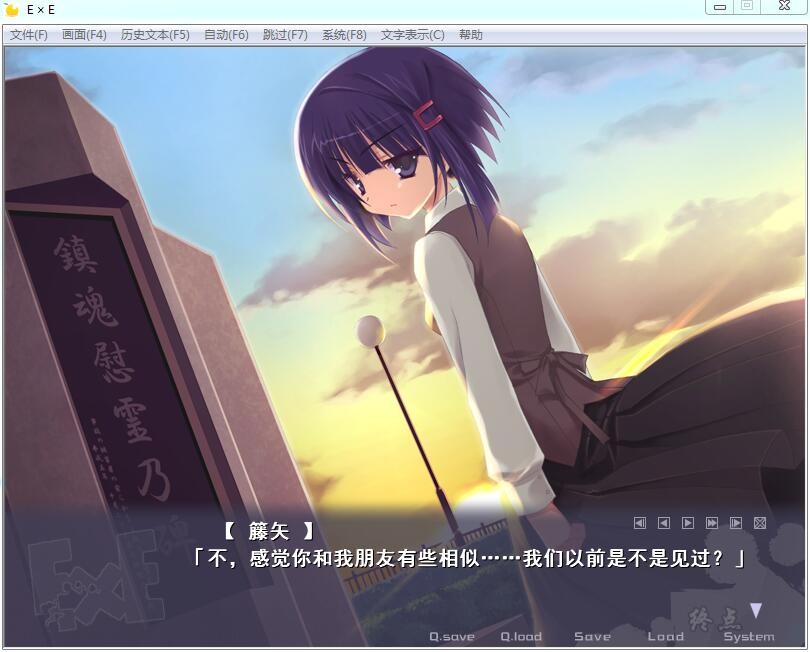 E×E
文件(F) 画面(F4) 历史文本(F5) 自动(F6) 跳过(F7) 系统(F8) 文字表示(C) 帮助
鎮魂慰霊乃碑
【 籐矢 】
「不，感觉你和我朋友有些相似……我们以前是不是见过？」
E×E
终点
Q.save Q.load Save Load System